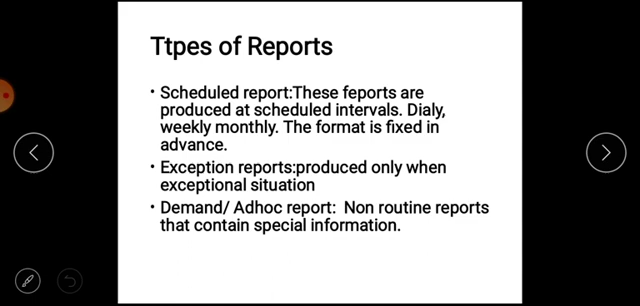 Ttpes of Reports
• Scheduled report:These feports are
produced at scheduled intervals. Dialy,
weekly monthly. The format is fixed in
advance.
• Exception reports:produced only when
exceptional situation
• Demand/ Adhoc report:  Non routine reports
that contain special information.